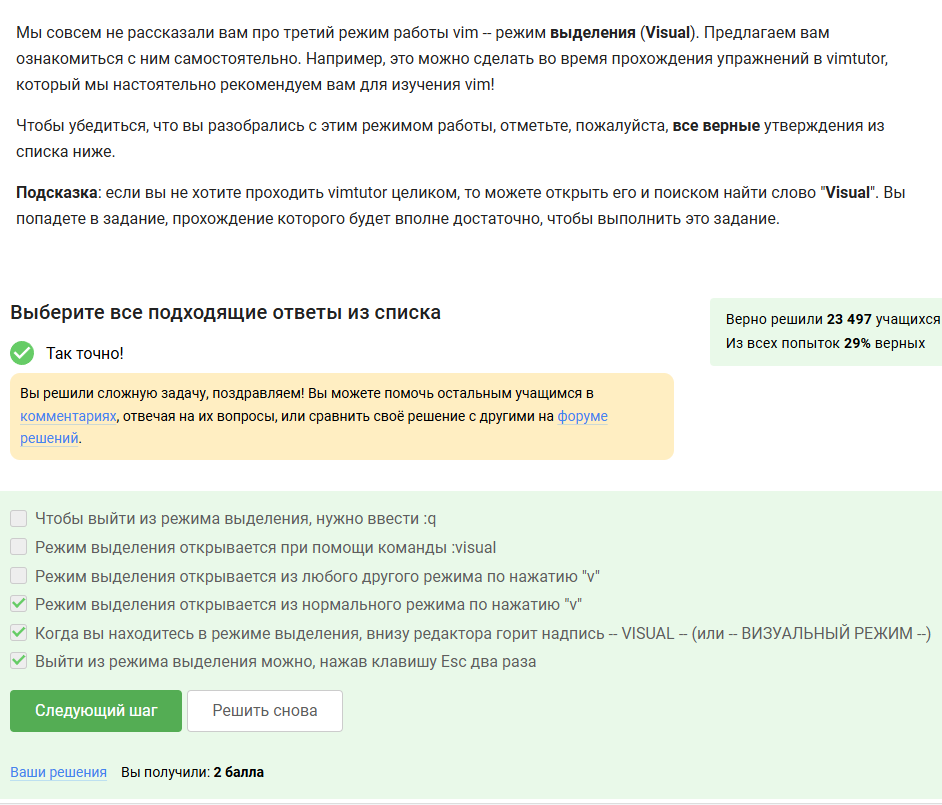 Мы совсем не рассказали вам про третий режим работы vim -- режим выделения (Visual). Предлагаем вам
ознакомиться с ним самостоятельно. Например, это можно сделать во время прохождения упражнений в vimtutor,
который мы настоятельно рекомендуем вам для изучения vim!
Чтобы убедиться, что вы разобрались с этим режимом работы, отметьте, пожалуйста, все верные утверждения из
списка ниже.
Подсказка: если вы не хотите проходить vimtutor целиком, то можете открыть его и поиском найти слово "Visual". Вы
попадете в задание, прохождение которого будет вполне достаточно, чтобы выполнить это задание.
Выберите все подходящие ответы из списка
Верно решили 23 497 учащихся
Из всех попыток 29% верных
Так точно!
Вы решили сложную задачу, поздравляем! Вы можете помочь остальным учащимся в
комментариях, отвечая на их вопросы, или сравнить своё решение с другими на форуме
решений.
Чтобы выйти из режима выделения, нужно ввести :q
Режим выделения открывается при помощи команды :visual
Режим выделения открывается из любого другого режима по нажатию "v"
Режим выделения открывается из нормального режима по нажатию "v"
Когда вы находитесь в режиме выделения, внизу редактора горит надпись -- VISUAL -- (или -- ВИЗУАЛЬНЫЙ РЕЖИМ --)
Выйти из режима выделения можно, нажав клавишу Esc два раза
Следующий шаг
Решить снова
Ваши решения Вы получили: 2 балла